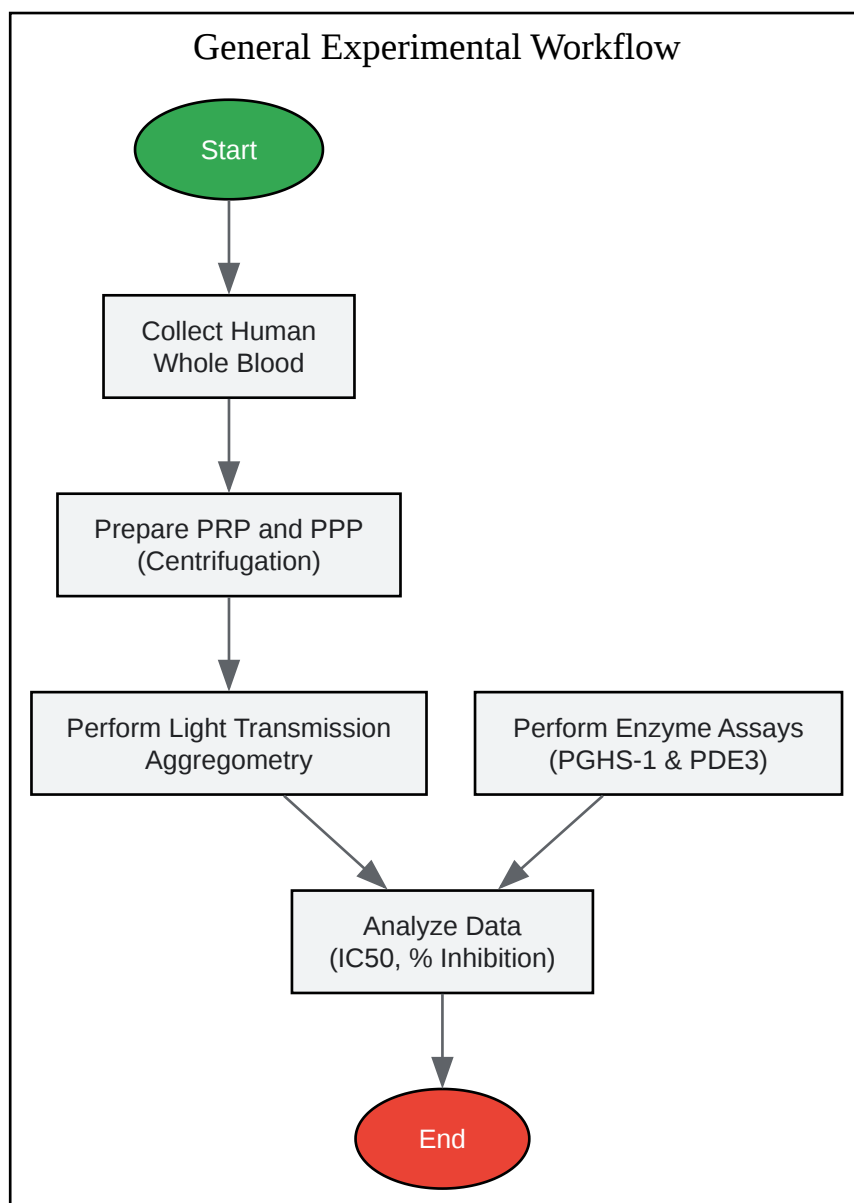 General Experimental Workflow
Start
Collect Human
Whole Blood
Prepare PRP and PPP
(Centrifugation)
Perform Light Transmission
Aggregometry
Perform Enzyme Assays
(PGHS-1 & PDE3)
Analyze Data
(IC50, % Inhibition)
End